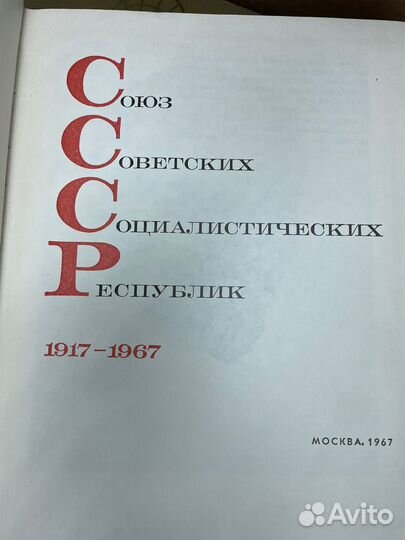 Союз
Советских
Социалистических
Республик
1917–1967
МОСКВА. 1967
Avito